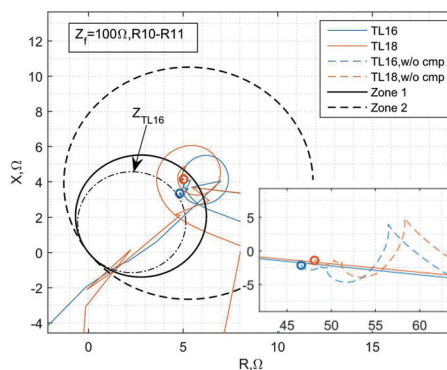 Z_f=100Ω,R10-R11
TL16
TL18
TL16,w/o cmp
TL18,w/o cmp
Zone 1
Zone 2
Z_TL16
X,Ω
12
10
8
6
4
2
0
-2
-4
5
0
-5
45 50 55 60
0 5 10 15
R,Ω